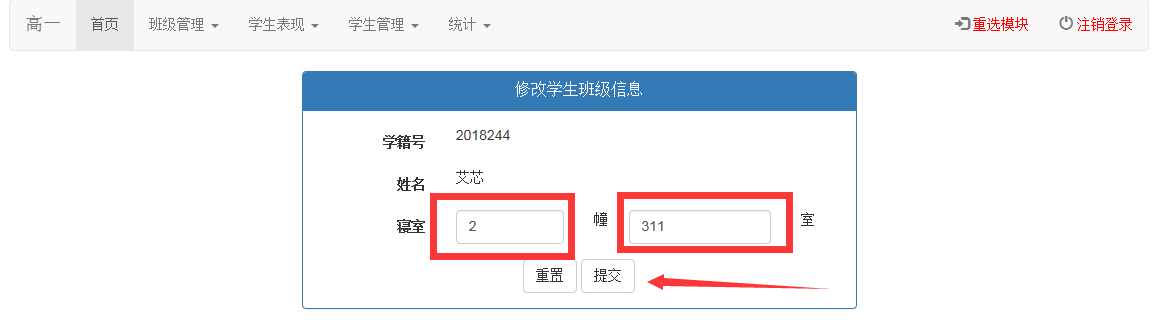 高一 首页 班级管理 学生表现 学生管理 统计 重选模块 注销登录
修改学生班级信息
学籍号 2018244
姓名 艾芯
寝室 2 幢 311 室
重置 提交